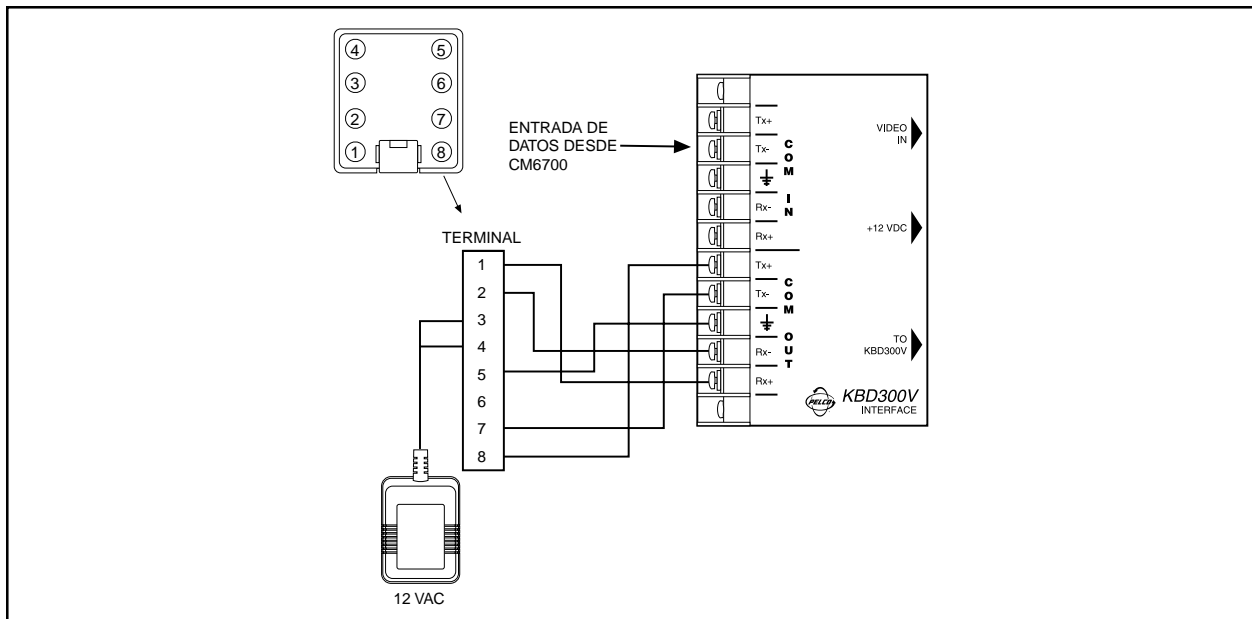 4
5
3
6
2
7
1
8
ENTRADA DE
DATOS DESDE
CM6700
TERMINAL
1
2
3
4
5
6
7
8
12 VAC
Tx+
Tx-
Rx-
Rx+
COM IN
Tx+
Tx-
Rx-
Rx+
COM OUT
VIDEO
IN
+12 VDC
TO
KBD300V
PELCO
KBD300V
INTERFACE